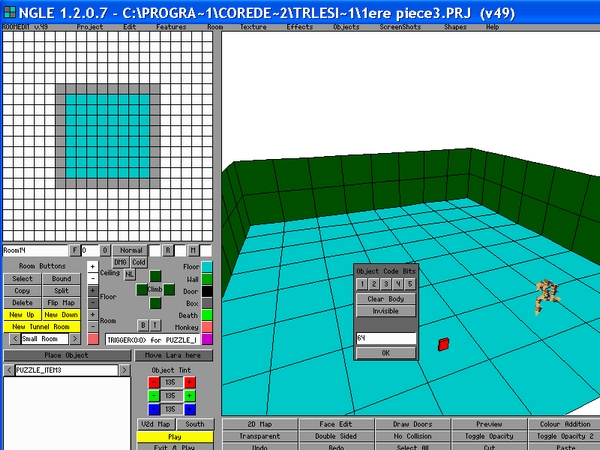 NGLE 1.2.0.7 - C:\PROGRA~1\COREDE~2\TRLESI~1\1ere piece3.PRJ (v49)
ROOMEDIT v.49 Project Edit Features Room Textures Effects Objects ScreenShots Shapes Help
Room14 F 0 0 Normal R M
Room Buttons + DMG Cold Floor
Select Bound - Ceiling NL Wall
Copy Split + Climb Door
Delete Flip Map - Floor Box
New Up New Down + Death
New Tunnel Room - Room B T Monkey
< Small Room > TRIGGER(0:0) for PUZZLE_I
Place Object Move Lara here
< PUZZLE_ITEM3 > Object Tint
- 135 +
- 135 +
- 135 +
V2d Map South
Play
Exit & Play
Object Code Bits
1 2 3 4 5
Clear Body
Invisible
64
OK
2D Map Face Edit Draw Doors Preview Colour Addition
Transparent Double Sided No Collision Toggle Opacity Toggle Opacity 2
Undo Redo Select All Cut Paste